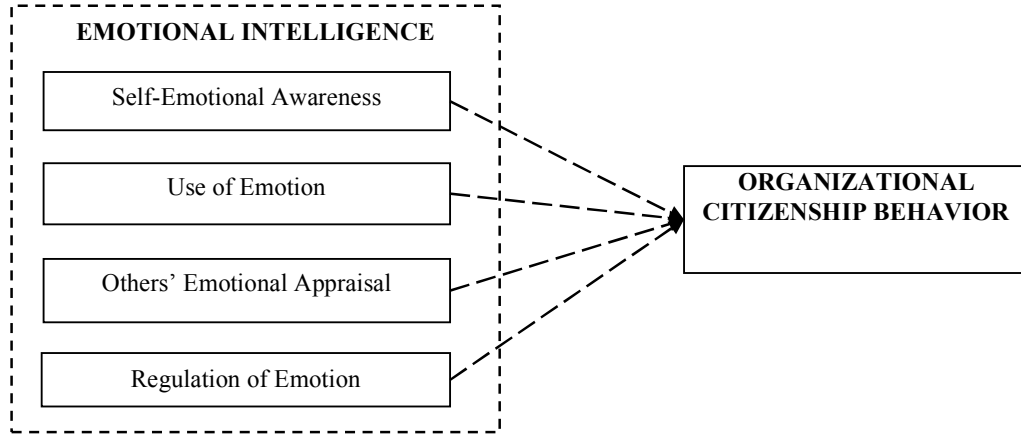 EMOTIONAL INTELLIGENCE
Self-Emotional Awareness
Use of Emotion
Others’ Emotional Appraisal
Regulation of Emotion
ORGANIZATIONAL
CITIZENSHIP BEHAVIOR